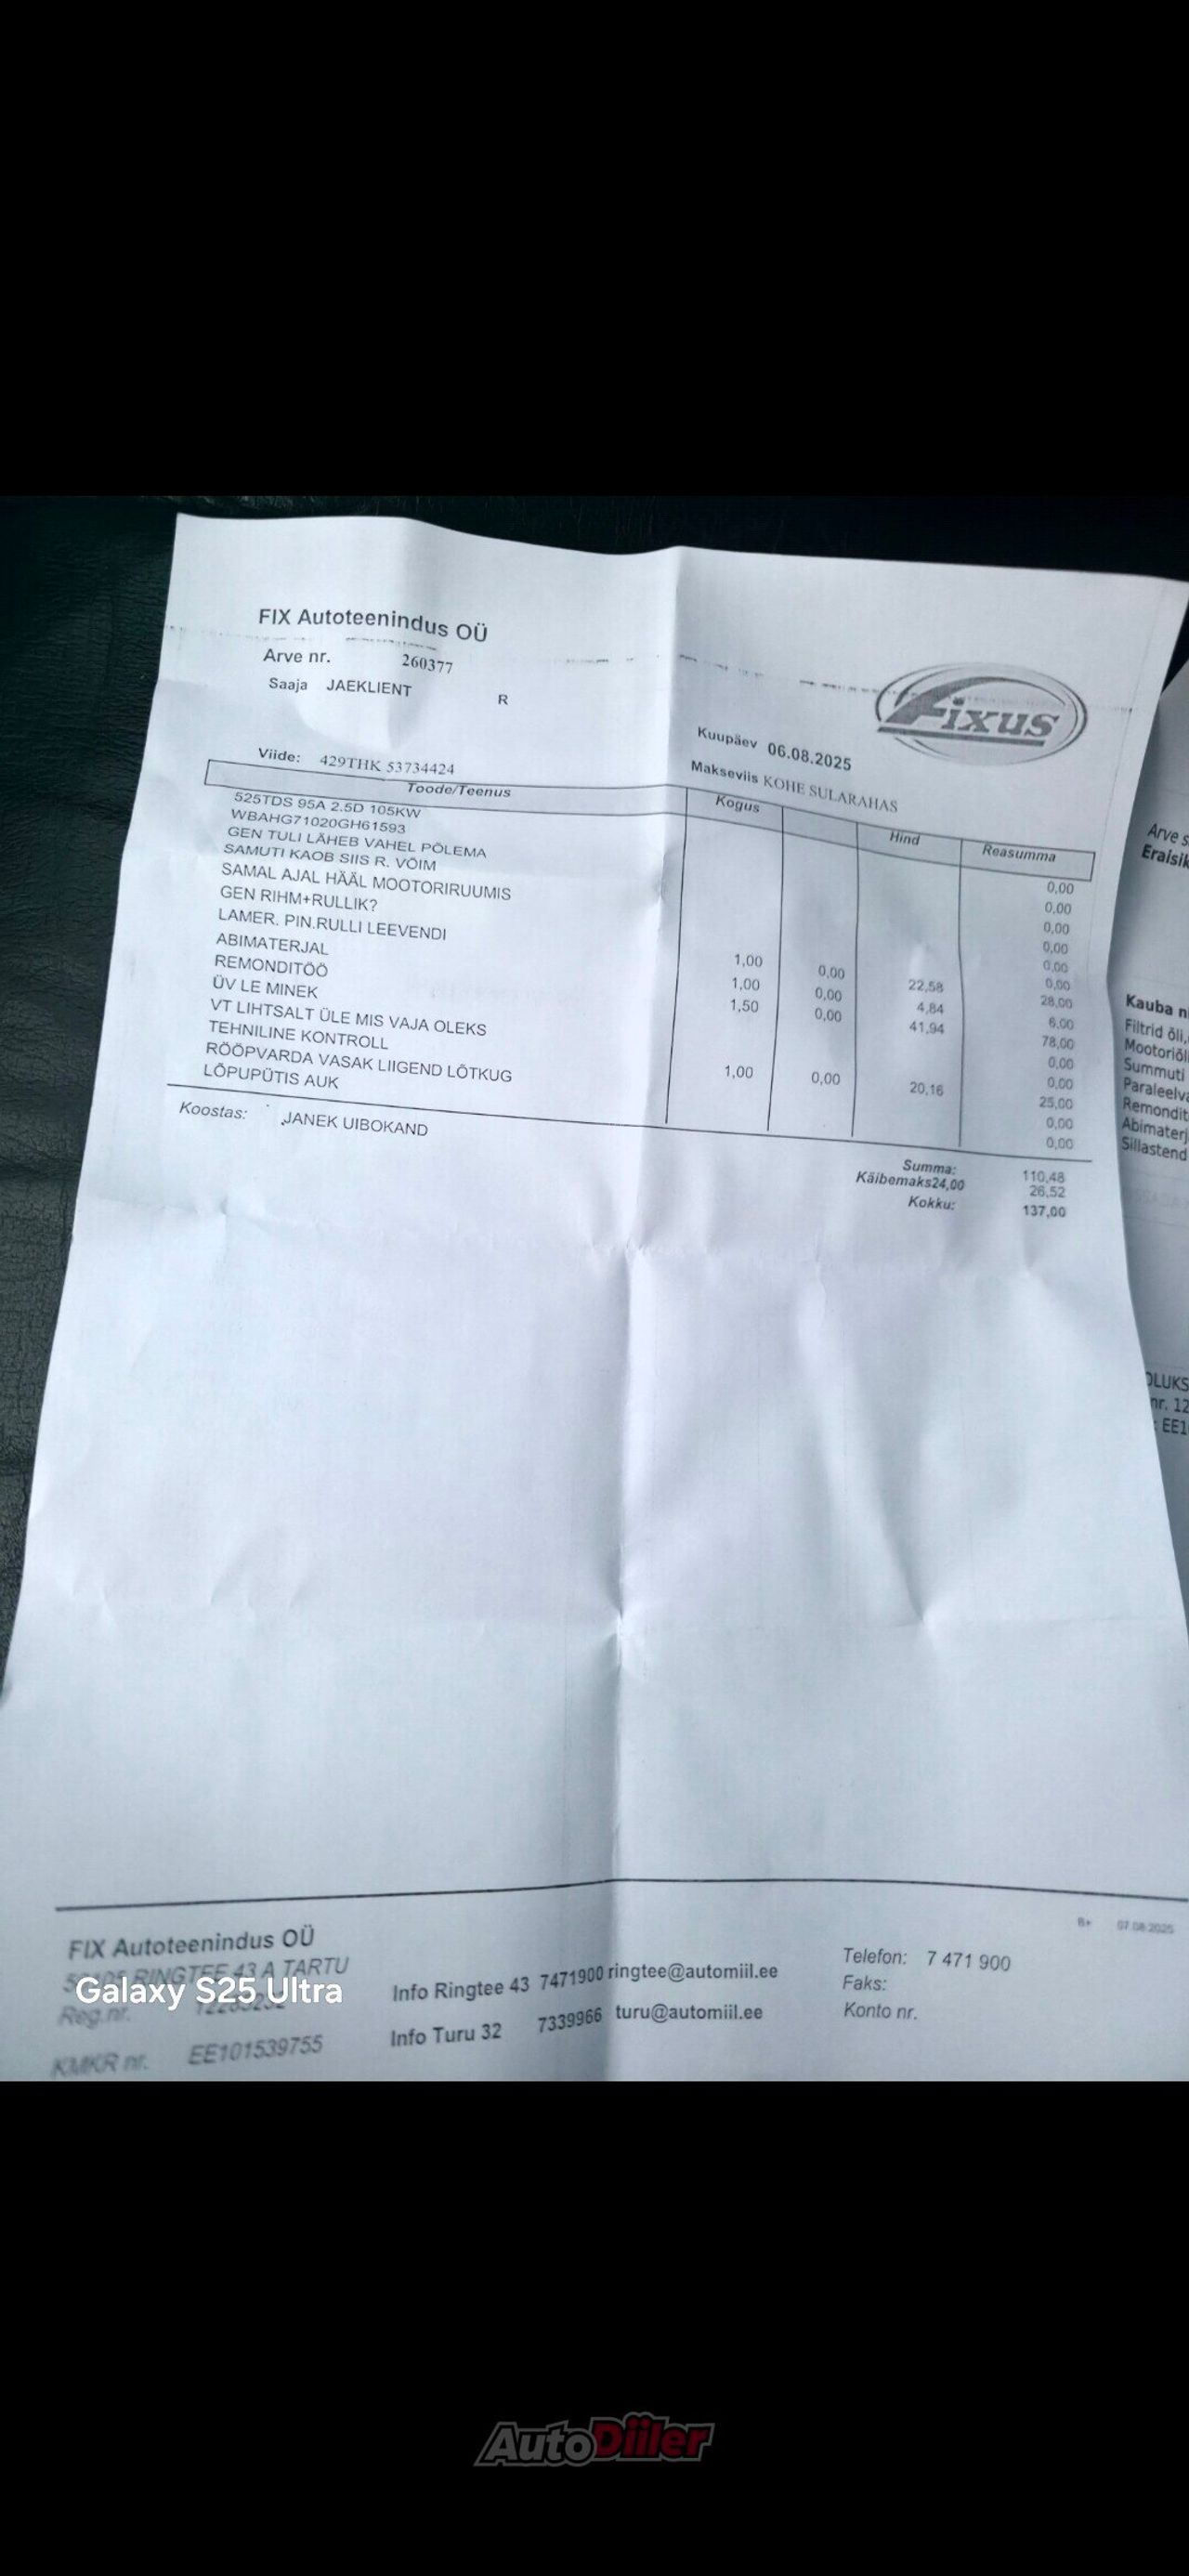 FIX Autoteenindus OÜ
Arve nr. 260377
Saaja JAEKLIENT R
Fixus
Kuupäev 06.08.2025
Viide: 429THK 53734424
Makseviis KOHE SULARAHAS
Toode/Teenus Kogus Hind Reasumma
525TDS 95A 2.5D 105KW 0,00
WBAHG71020GH61593 0,00
GEN TULI LÄHEB VAHEL PÕLEMA 0,00
SAMUTI KAOB SIIS R. VÕIM 0,00
SAMAL AJAL HÄÄL MOOTORIRUUMIS 0,00
GEN RIHM+RULLIK? 0,00
LAMER. PIN.RULLI LEEVENDI 1,00 0,00 22,58 28,00
ABIMATERJAL 1,00 0,00 4,84 6,00
REMONDITÖÖ 1,50 0,00 41,94 78,00
ÜV LE MINEK 0,00
VT LIHTSALT ÜLE MIS VAJA OLEKS 0,00
TEHNILINE KONTROLL 1,00 0,00 20,16 25,00
RÖÖPVARDA VASAK LIIGEND LÕTKUG 0,00
LÕPUPÜTIS AUK 0,00
Koostas: JANEK UIBOKAND
Summa: 110,48
Käibemaks24,00 26,52
Kokku: 137,00
Arve s
Eraisik
Kauba n
Filtrid õli,
Mootoriõli
Summuti
Paraleelva
Remondit
Abimaterj
Sillastend
OLUKS
nr. 12
: EE1
07.08.2025
FIX Autoteenindus OÜ
RINGTEE 43 A TARTU
Reg.nr.
KMKR nr. EE101539755
Info Ringtee 43 7471900 ringtee@automiil.ee
Info Turu 32 7339966 turu@automiil.ee
Telefon: 7 471 900
Faks:
Konto nr.
Galaxy S25 Ultra
AutoDiiler